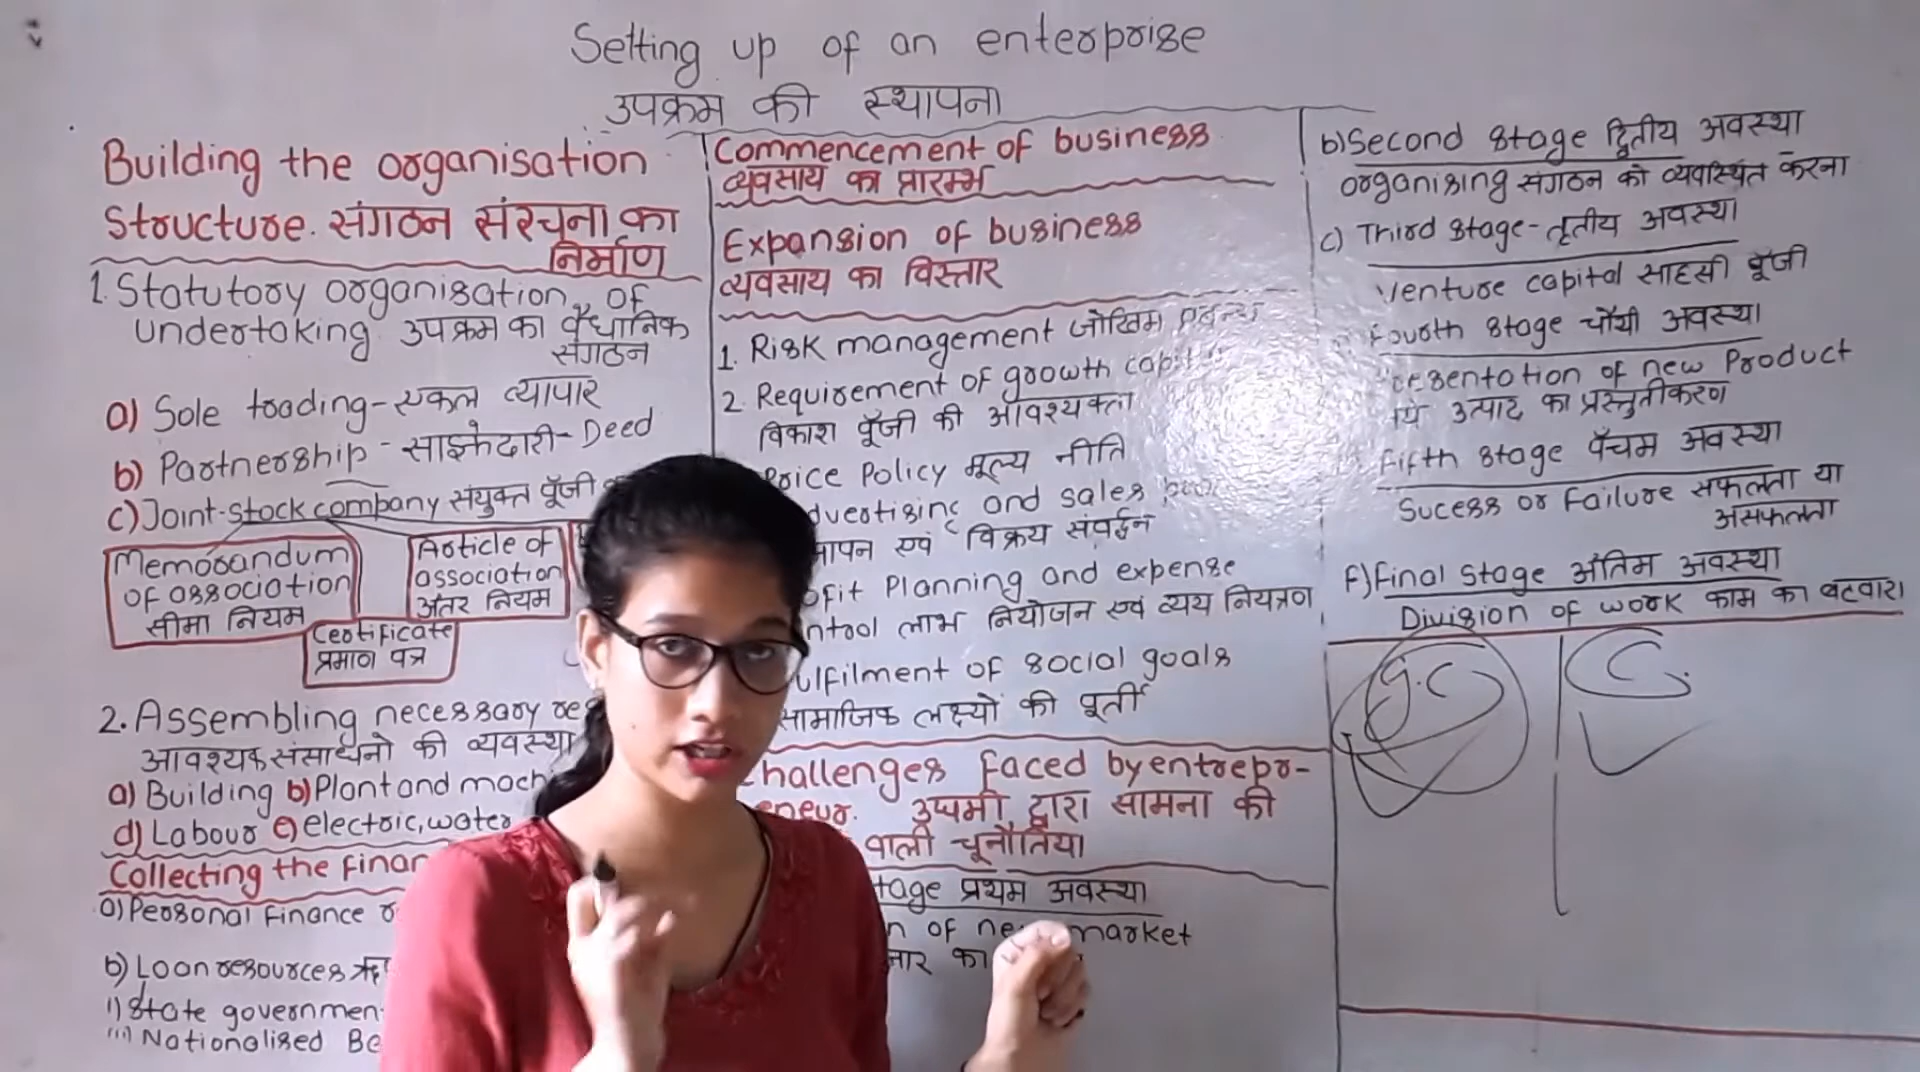 Setting up of an enterprise
उपक्रम की स्थापना
Building the organisation
Structure. संगठन संरचना का
निर्माण
1. Statutory organisation of
undertaking उपक्रम का वैधानिक
संगठन
a) Sole trading - एकल व्यापार
b) Partnership - साझेदारी - Deed
c) Joint-stock company संयुक्त पूँजी
Memorandum
of association
सीमा नियम
Article of
association
अंतर नियम
Certificate
प्रमाण पत्र
2. Assembling necessary
आवश्यक संसाधनो की व्यवस्था
a) Building b) Plant and
d) Labour e) electric, water
Collecting the
a) Personal Finance
b) Loan resources
i) State
iii) Nationalised
Commencement of business
व्यवसाय का प्रारम्भ
Expansion of business
व्यवसाय का विस्तार
1. Risk management जोखिम
2. Requirement of growth
विकाश पूँजी की आवश्यक्ता
Price Policy मूल्य नीति
and sales
एवं विक्रय संवर्द्धन
Planning and expense
लाभ नियोजन एवं व्यय नियत्रण
of social goals
सामाजिक लक्ष्यों की पूर्ती
Challenges faced by entrepr-
eneur. उघमी द्वारा सामना की
वाली चूनौतिया
प्रथम अवस्था
of market
का
b) Second stage द्वितीय अवस्था
organising संगठन को व्यवस्थित करना
c) Third stage - तृतीय अवस्था
Venture capital साहसी पूँजी
Fourth stage चौथी अवस्था
of new Product
उत्पाद का प्रस्तुतीकरण
Fifth stage पँचम अवस्था
Sucess or Failure सफलता या
असफलता
F) Final stage अंतिम अवस्था
Division of work काम का बटवारा
G.C
C.